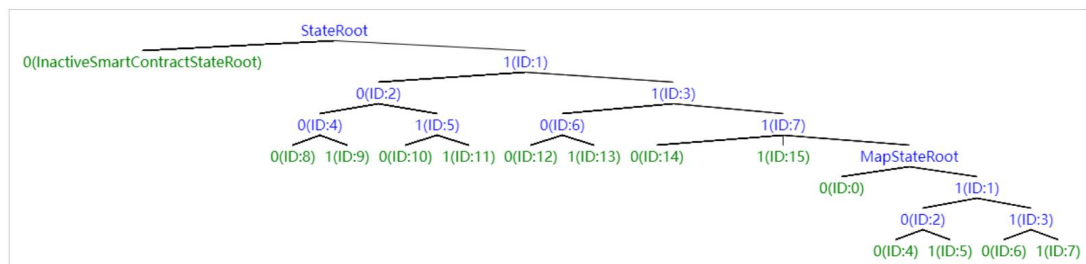 StateRoot
0(InactiveSmartContractStateRoot) 1(ID:1)
0(ID:2) 1(ID:3)
0(ID:4) 1(ID:5) 0(ID:6) 1(ID:7)
0(ID:8) 1(ID:9) 0(ID:10) 1(ID:11) 0(ID:12) 1(ID:13) 0(ID:14) 1(ID:15) MapStateRoot
0(ID:0) 1(ID:1)
0(ID:2) 1(ID:3)
0(ID:4) 1(ID:5) 0(ID:6) 1(ID:7)